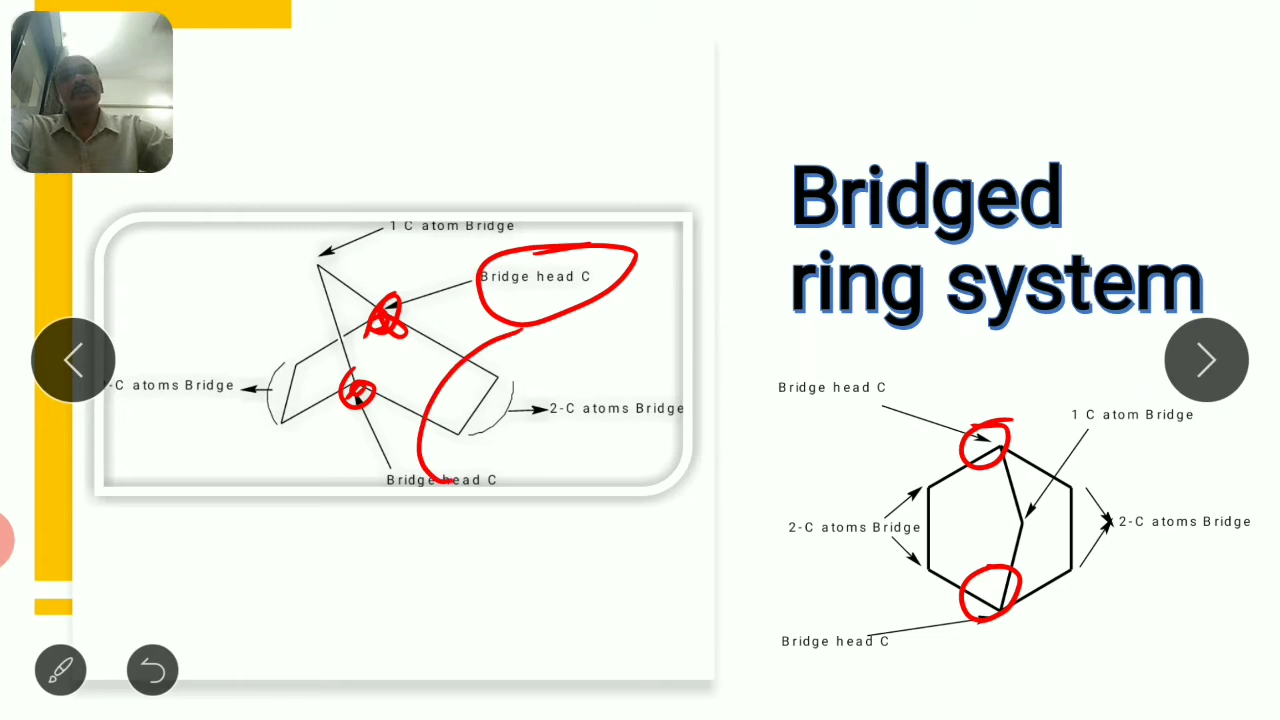 1 C atom Bridge
Bridge head C
-C atoms Bridge
2-C atoms Bridge
Bridge head C
Bridged
ring system
Bridge head C
1 C atom Bridge
2-C atoms Bridge
2-C atoms Bridge
Bridge head C